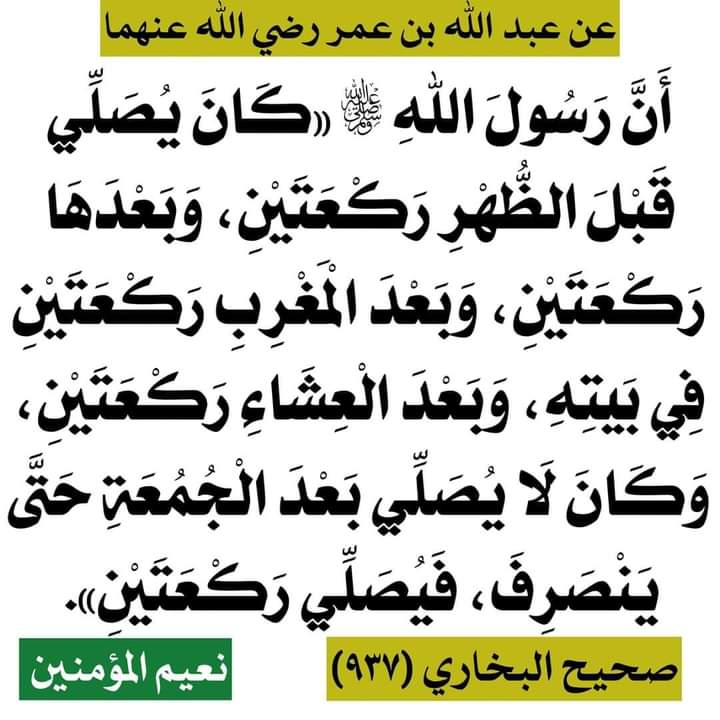 عن عبد الله بن عمر رضي الله عنهما
أَنَّ رَسُولَ اللهِ ﷺ ((كَانَ يُصَلِّي
قَبْلَ الظُّهْرِ رَكْعَتَيْنِ، وَبَعْدَهَا
رَكْعَتَيْنِ، وَبَعْدَ الْمَغْرِبِ رَكْعَتَيْنِ
فِي بَيتِهِ، وَبَعْدَ الْعِشَاءِ رَكْعَتَيْنِ،
وَكَانَ لَا يُصَلِّي بَعْدَ الْجُمُعَةِ حَتَّى
يَنْصَرِفَ، فَيُصَلِّي رَكْعَتَيْنِ)).
صحيح البخاري (٩٣٧)
نعيم المؤمنين